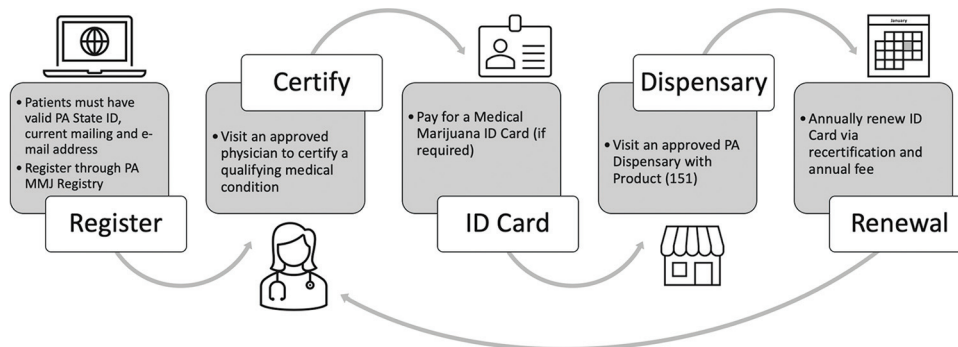 • Patients must have
valid PA State ID,
current mailing and e-
mail address
• Register through PA
MMJ Registry
Register
Certify
• Visit an approved
physician to certify a
qualifying medical
condition
• Pay for a Medical
Marijuana ID Card (if
required)
ID Card
Dispensary
• Visit an approved PA
Dispensary with
Product (151)
January
• Annually renew ID
Card via
recertification and
annual fee
Renewal